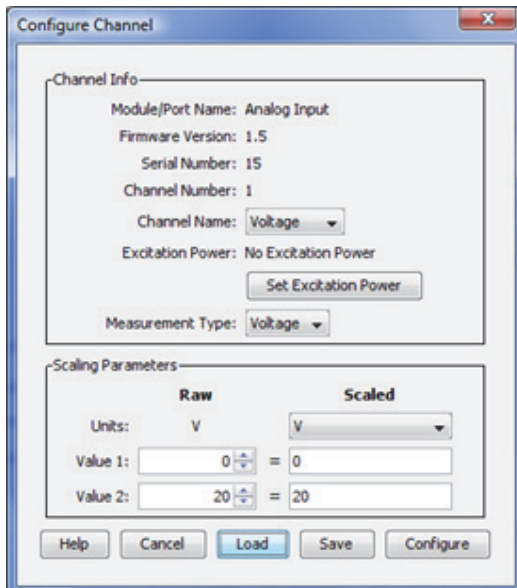 Configure Channel
Channel Info
Module/Port Name: Analog Input
Firmware Version: 1.5
Serial Number: 15
Channel Number: 1
Channel Name: Voltage
Excitation Power: No Excitation Power
Set Excitation Power
Measurement Type: Voltage
Scaling Parameters
Raw Scaled
Units: V V
Value 1: 0 = 0
Value 2: 20 = 20
Help Cancel Load Save Configure